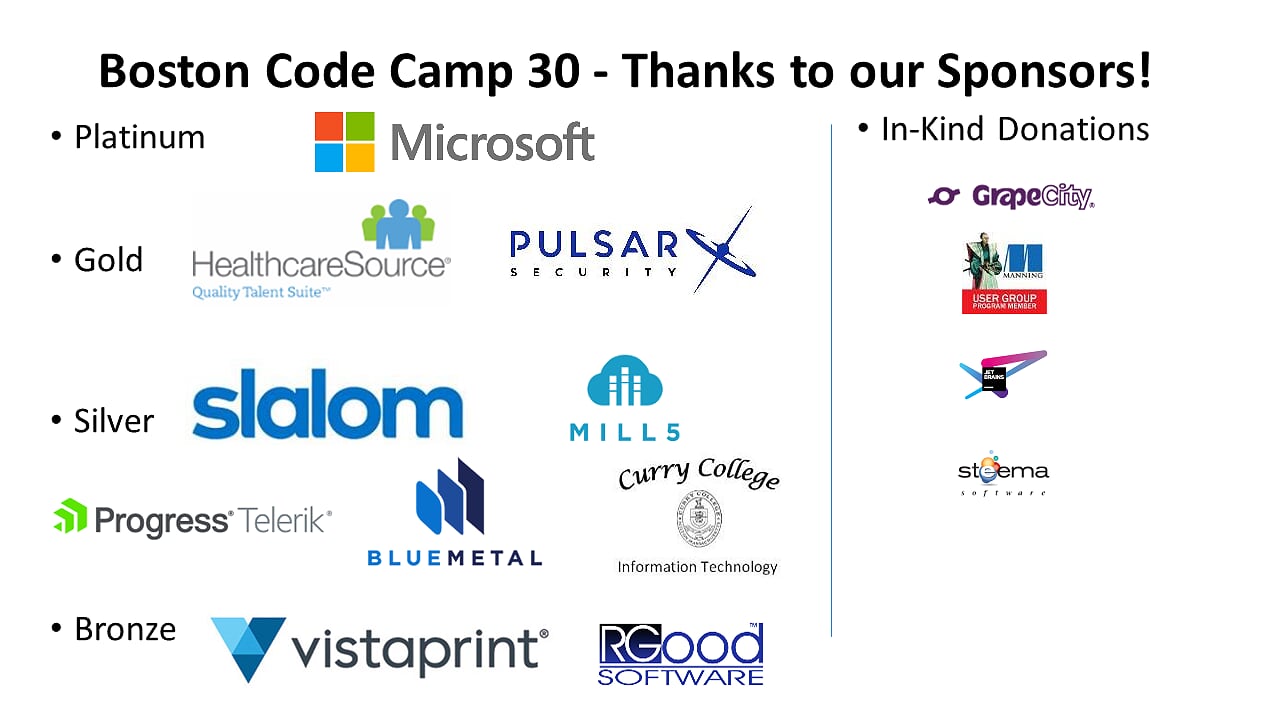 Boston Code Camp 30 - Thanks to our Sponsors!
• Platinum
Microsoft
• Gold
HealthcareSource®
Quality Talent Suite™
PULSAR
SECURITY
• Silver
slalom
MILL5
Progress® Telerik®
BLUEMETAL
Curry College
Information Technology
• Bronze
vistaprint®
RGood™
SOFTWARE
• In-Kind Donations
GrapeCity®
MANNING
USER GROUP
PROGRAM MEMBER
JET
BRAINS
steema
software